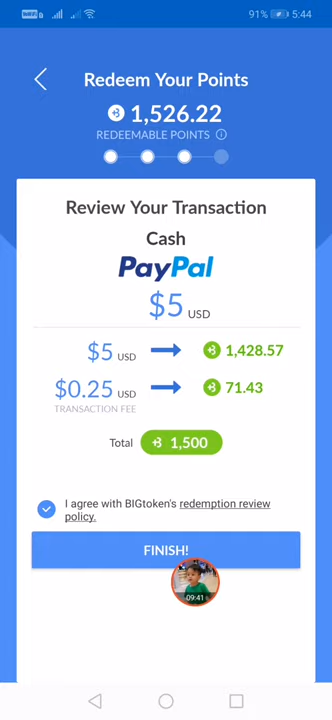 91% 5:44
Redeem Your Points
1,526.22
REDEEMABLE POINTS
Review Your Transaction
Cash
PayPal
$5 USD
$5 USD 1,428.57
$0.25 USD 71.43
TRANSACTION FEE
Total 1,500
I agree with BIGtoken's redemption review
policy.
FINISH!
09:41